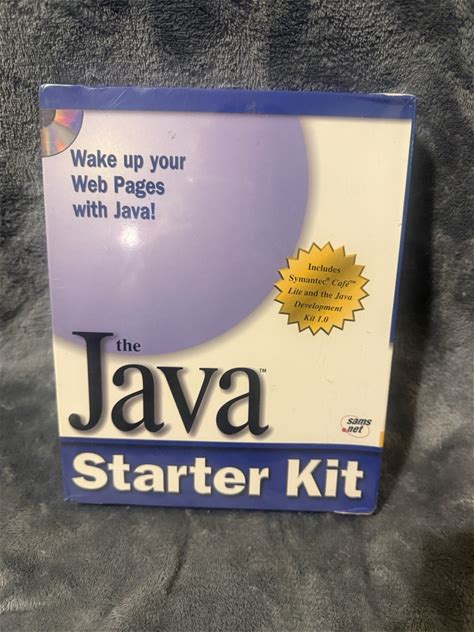 Wake up your
Web Pages
with Java!
Includes
Symantec® Café™
Lite and the Java
Development
Kit 1.0
the
Java™
sams
.net
Starter Kit